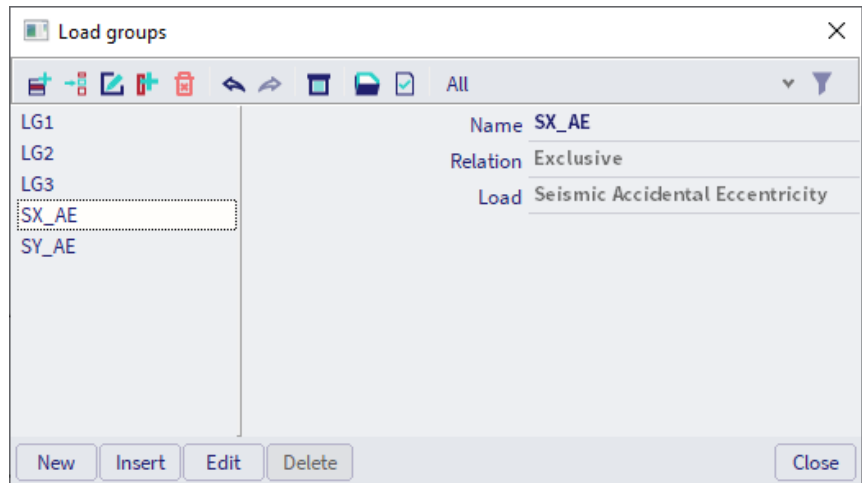 Load groups
All
LG1
LG2
LG3
SX_AE
SY_AE
Name SX_AE
Relation Exclusive
Load Seismic Accidental Eccentricity
New Insert Edit Delete Close